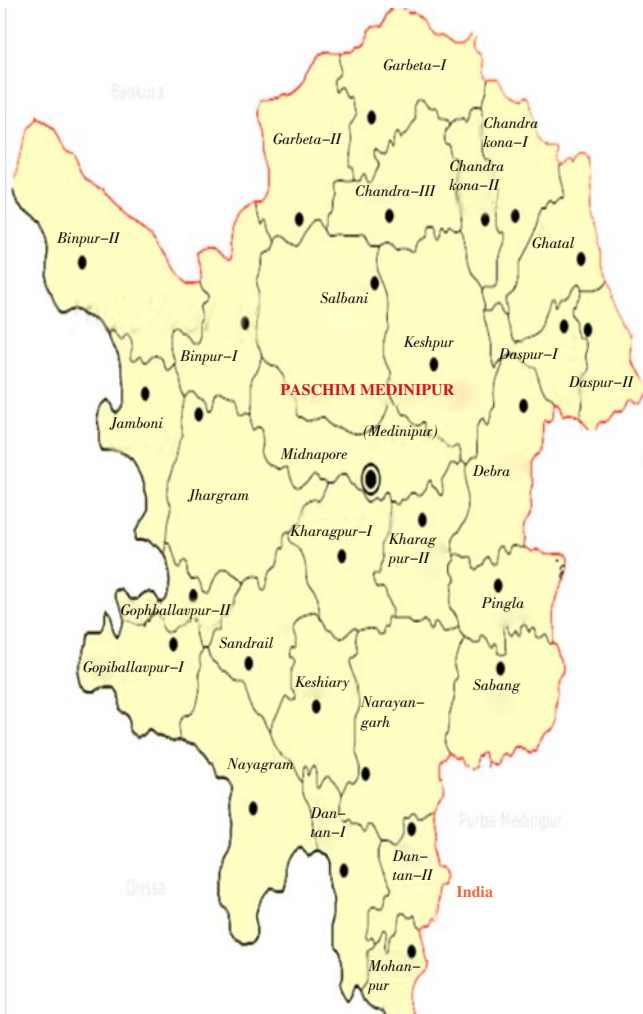 Garbeta-I
Bankura
Chandra
kona-I
Garbeta-II
Chandra
kona-II
Chandra-III
Binpur-II
Ghatal
Salbani
Keshpur
Binpur-I
Daspur-I
Daspur-II
PASCHIM MEDINIPUR
Jamboni
(Medinipur)
Midnapore
Debra
Jhargram
Kharagpur-I
Kharag
pur-II
Pingla
Gophballavpur-II
Sandrail
Gopiballavpur-I
Keshiary
Sabang
Narayan-
garh
Nayagram
Dan-
tan-I
Purba Medinipur
Dan-
tan-II
Orissa
India
Mohan-
pur